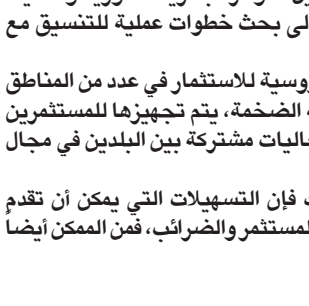 لى بحث خطوات عملية للتنسيق مع
روسية للاستثمار في عدد من المناطق
الضخمة، يتم تجهيزها للمستثمرين
اليات مشتركة بين البلدين في مجال
فإن التسهيلات التي يمكن أن تقدم
لمستثمر والضرائب، فمن الممكن أيضاً